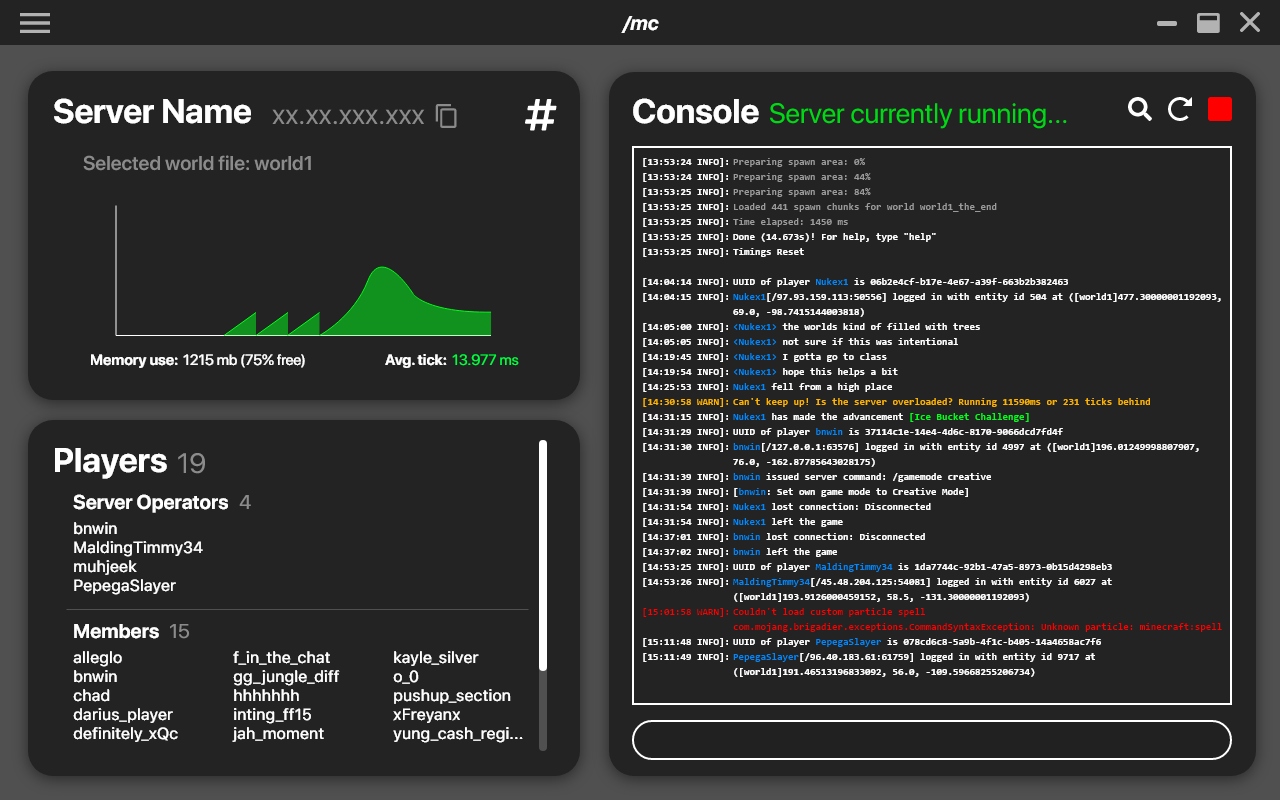 /mc
Server Name xx.xx.xxx.xxx #
Selected world file: world1
Memory use: 1215 mb (75% free) Avg. tick: 13.977 ms
Players 19
Server Operators 4
bnwin
MaldingTimmy34
muhjeek
PepegaSlayer
Members 15
alleglo f_in_the_chat kayle_silver
bnwin gg_jungle_diff o_0
chad hhhhhhh pushup_section
darius_player inting_ff15 xFreyanx
definitely_xQc jah_moment yung_cash_regi...
Console Server currently running...
[13:53:24 INFO]: Preparing spawn area: 0%
[13:53:24 INFO]: Preparing spawn area: 44%
[13:53:25 INFO]: Preparing spawn area: 84%
[13:53:25 INFO]: Loaded 441 spawn chunks for world world1_the_end
[13:53:25 INFO]: Time elapsed: 1450 ms
[13:53:25 INFO]: Done (14.673s)! For help, type "help"
[13:53:25 INFO]: Timings Reset
[14:04:14 INFO]: UUID of player Nukex1 is 06b2e4cf-b17e-4e67-a39f-663b2b382463
[14:04:15 INFO]: Nukex1[/97.93.159.113:50556] logged in with entity id 504 at ([world1]477.30000001192093,
69.0, -98.7415144003818)
[14:05:00 INFO]: <Nukex1> the worlds kind of filled with trees
[14:05:05 INFO]: <Nukex1> not sure if this was intentional
[14:19:45 INFO]: <Nukex1> I gotta go to class
[14:19:54 INFO]: <Nukex1> hope this helps a bit
[14:25:53 INFO]: Nukex1 fell from a high place
[14:30:58 WARN]: Can't keep up! Is the server overloaded? Running 11590ms or 231 ticks behind
[14:31:15 INFO]: Nukex1 has made the advancement [Ice Bucket Challenge]
[14:31:29 INFO]: UUID of player bnwin is 37114c1e-14e4-4d6c-8170-9066dcd7fd4f
[14:31:30 INFO]: bnwin[/127.0.0.1:63576] logged in with entity id 4997 at ([world1]196.01249998807907,
76.0, -162.87785643028175)
[14:31:39 INFO]: bnwin issued server command: /gamemode creative
[14:31:39 INFO]: [bnwin: Set own game mode to Creative Mode]
[14:31:54 INFO]: Nukex1 lost connection: Disconnected
[14:31:54 INFO]: Nukex1 left the game
[14:37:01 INFO]: bnwin lost connection: Disconnected
[14:37:02 INFO]: bnwin left the game
[14:53:25 INFO]: UUID of player MaldingTimmy34 is 1da7744c-92b1-47a5-8973-0b15d4298eb3
[14:53:26 INFO]: MaldingTimmy34[/45.48.204.125:54081] logged in with entity id 6027 at
([world1]193.9126000459152, 58.5, -131.30000001192093)
[15:01:58 WARN]: Couldn't load custom particle spell
com.mojang.brigadier.exceptions.CommandSyntaxException: Unknown particle: minecraft:spell
[15:11:48 INFO]: UUID of player PepegaSlayer is 078cd6c8-5a9b-4f1c-b405-14a4658ac7f6
[15:11:49 INFO]: PepegaSlayer[/96.40.183.61:61759] logged in with entity id 9717 at
([world1]191.46513196833092, 56.0, -109.59668255206734)